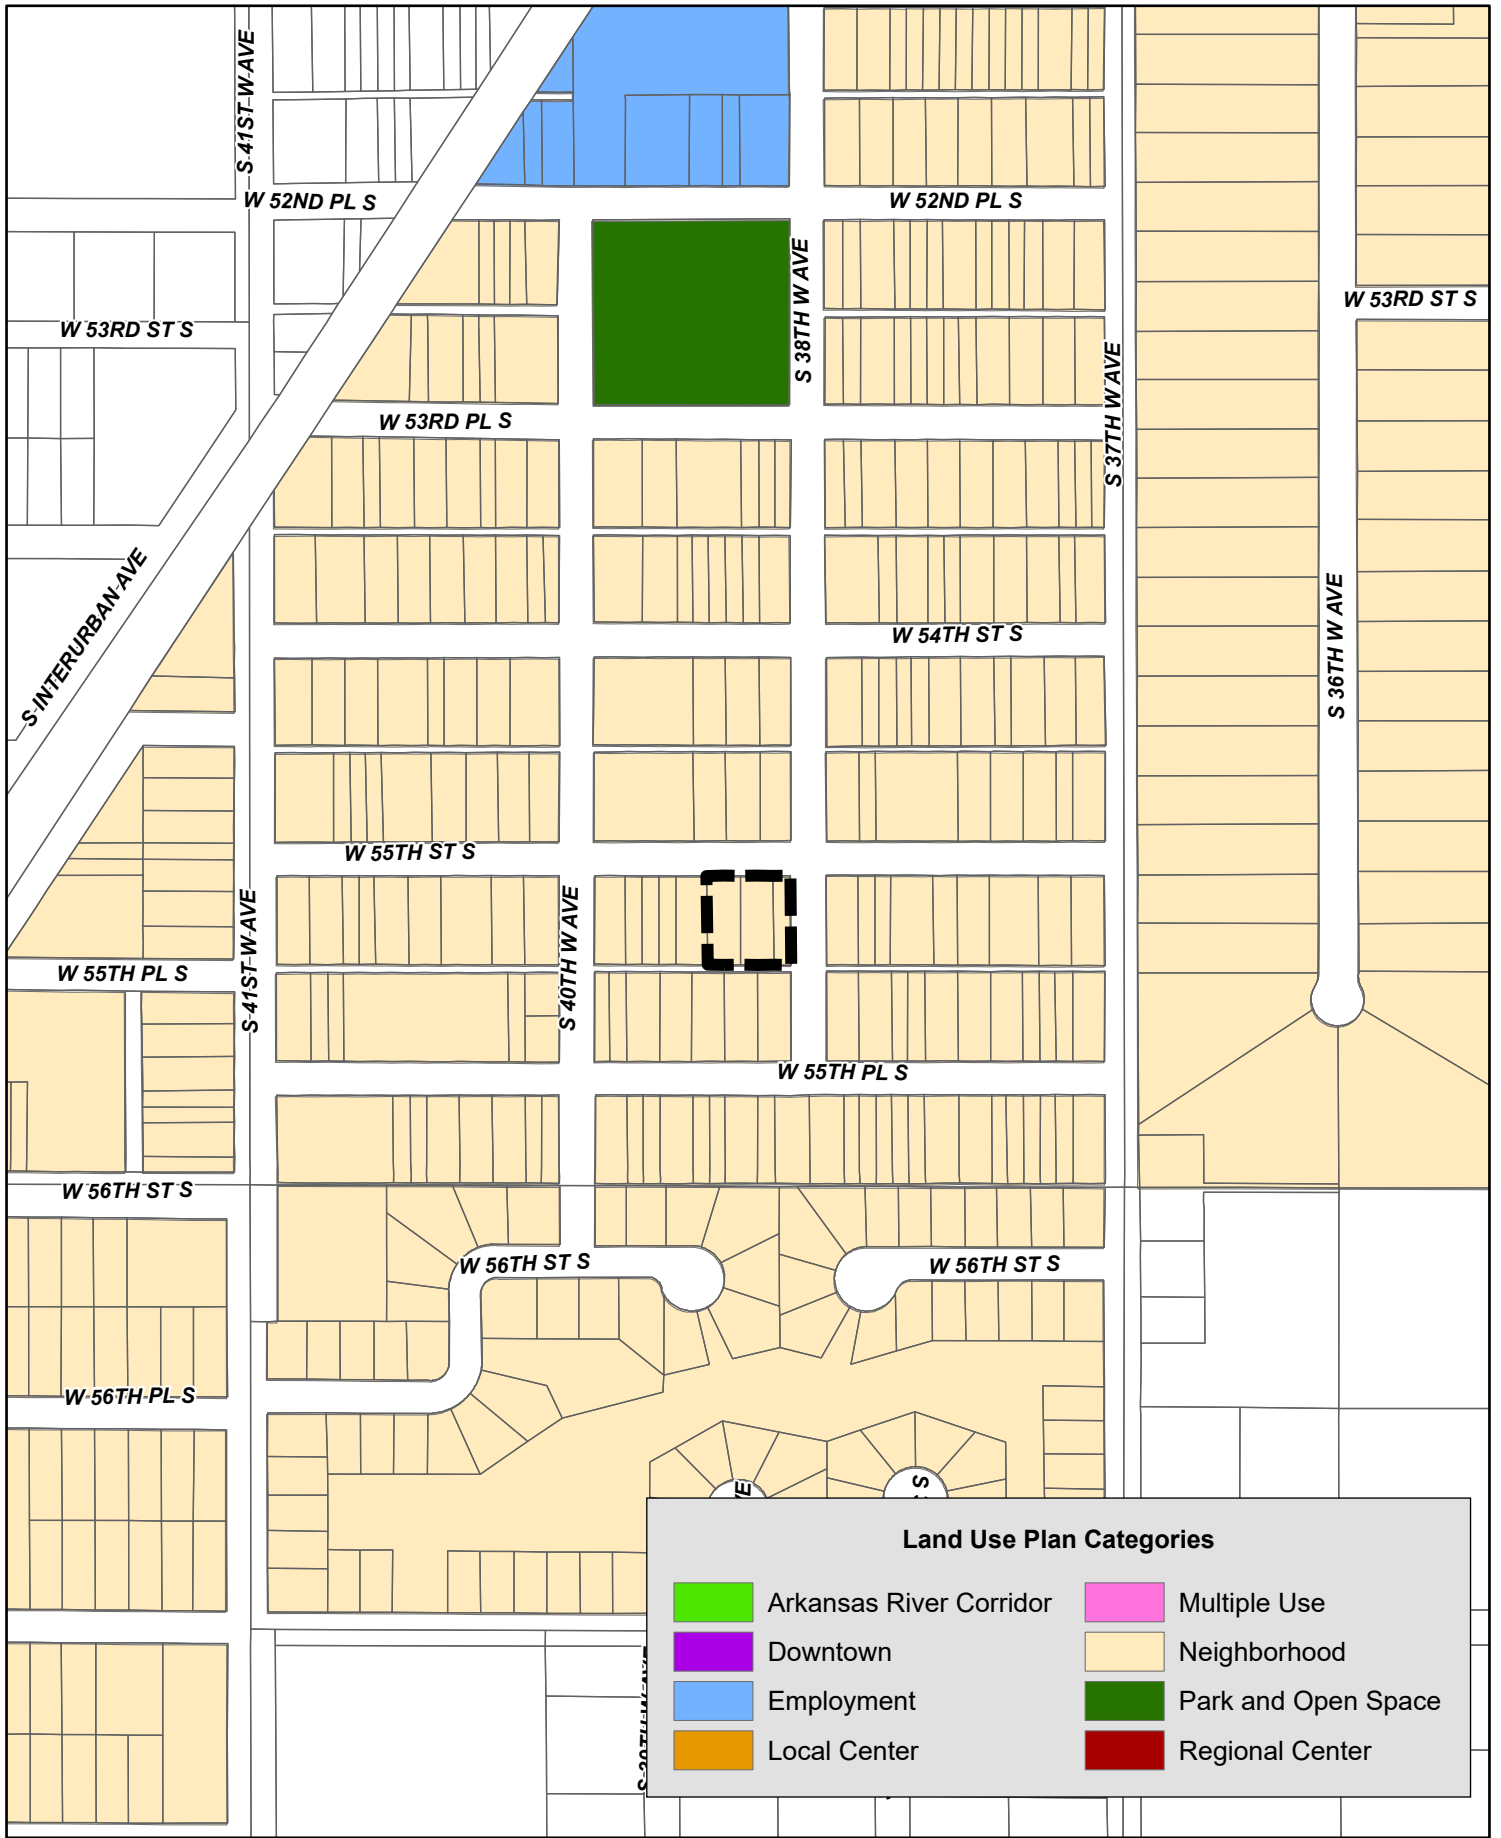 S 41ST W AVE
W 52ND PL S
W 52ND PL S
S 38TH W AVE
W 53RD ST S
W 53RD ST S
S 37TH W AVE
W 53RD PL S
S INTERURBAN AVE
S 36TH W AVE
W 54TH ST S
W 55TH ST S
S 41ST W AVE
S 40TH W AVE
W 55TH PL S
W 55TH PL S
W 56TH ST S
W 56TH ST S
W 56TH ST S
W 56TH PL S
Land Use Plan Categories
Arkansas River Corridor
Downtown
Employment
Local Center
Multiple Use
Neighborhood
Park and Open Space
Regional Center